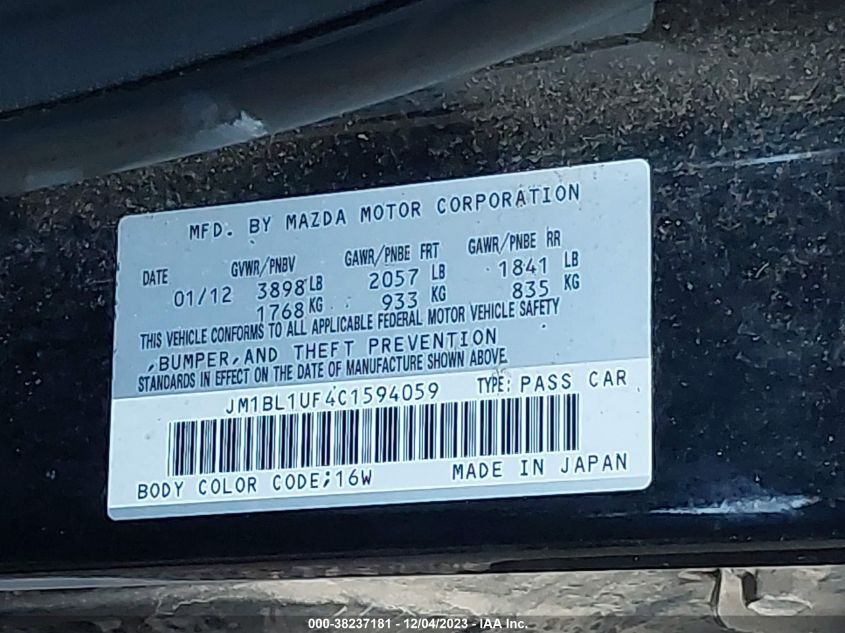 MFD. BY MAZDA MOTOR CORPORATION
DATE GVWR/PNBV GAWR/PNBE FRT GAWR/PNBE RR
01/12 3898 LB 2057 LB 1841 LB
1768 KG 933 KG 835 KG
THIS VEHICLE CONFORMS TO ALL APPLICABLE FEDERAL MOTOR VEHICLE SAFETY
,BUMPER,AND THEFT PREVENTION
STANDARDS IN EFFECT ON THE DATE OF MANUFACTURE SHOWN ABOVE.
JM1BL1UF4C1594059 TYPE: PASS CAR
BODY COLOR CODE;16W MADE IN JAPAN
000-38237181 - 12/04/2023 - IAA Inc.